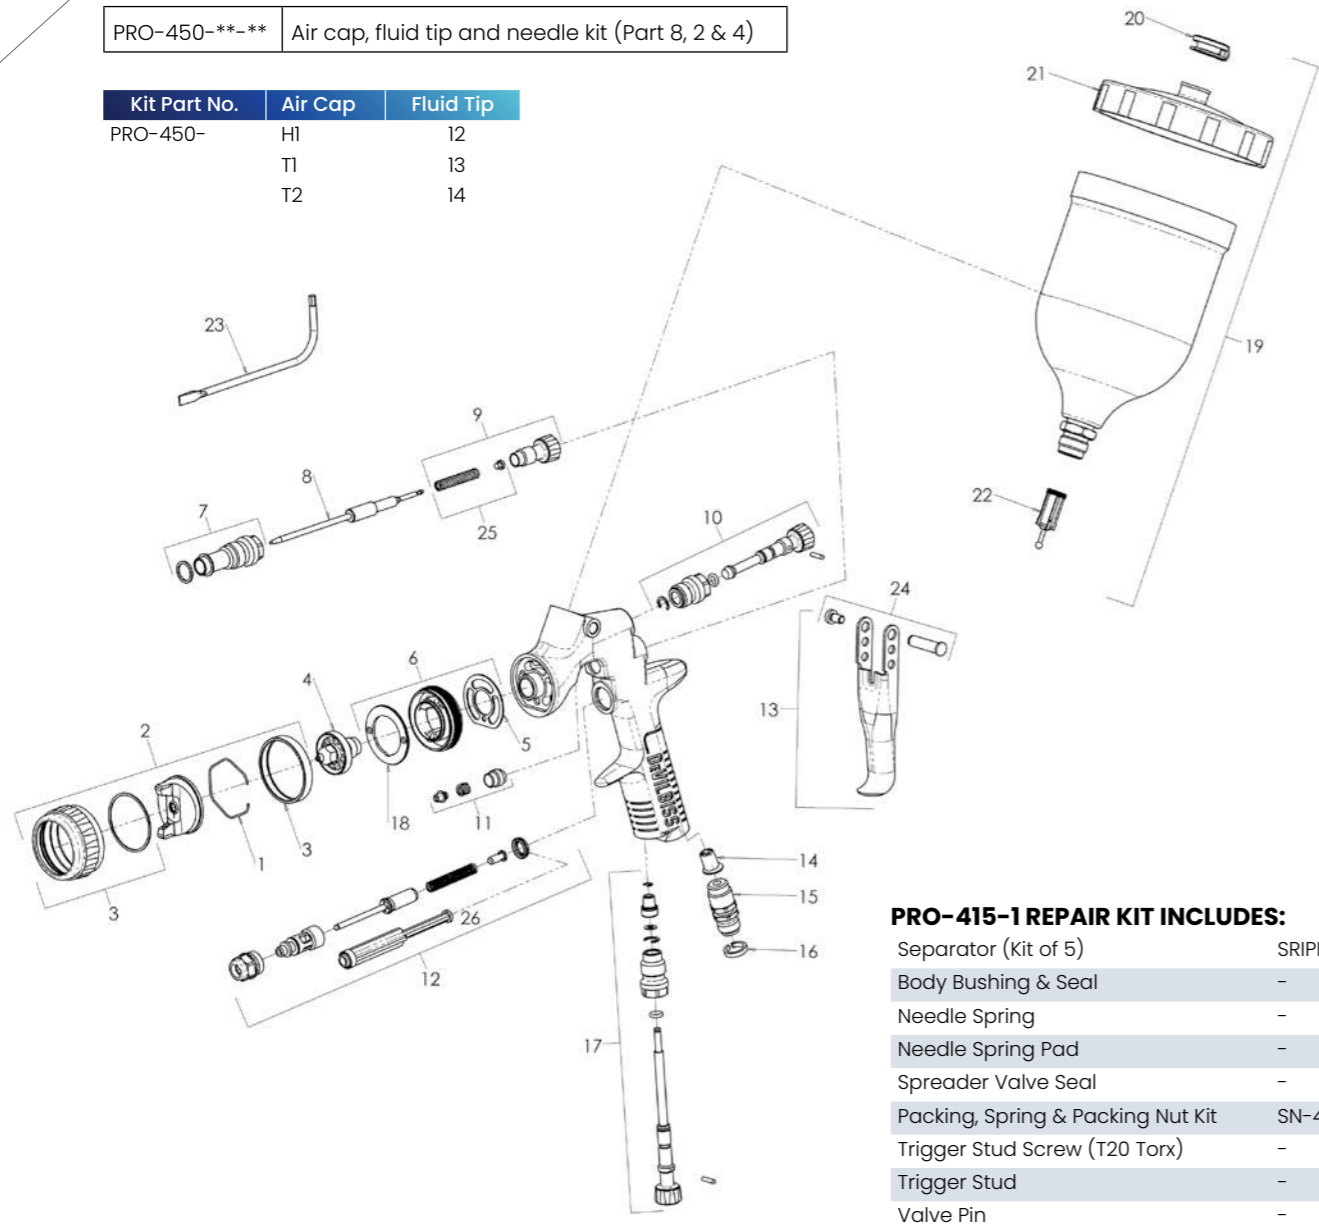 PRO-450-**-** Air cap, fluid tip and needle kit (Part 8, 2 & 4)
Kit Part No. Air Cap Fluid Tip
PRO-450- H1 12
T1 13
T2 14
20
21
19
22
23
9
8
25
7
10
24
13
6
4
5
2
18
11
1
3
3
26
12
14
15
16
17
DEVILBISS
PRO-415-1 REPAIR KIT INCLUDES:
Separator (Kit of 5) SRIP
Body Bushing & Seal -
Needle Spring -
Needle Spring Pad -
Spreader Valve Seal -
Packing, Spring & Packing Nut Kit SN-4
Trigger Stud Screw (T20 Torx) -
Trigger Stud -
Valve Pin -